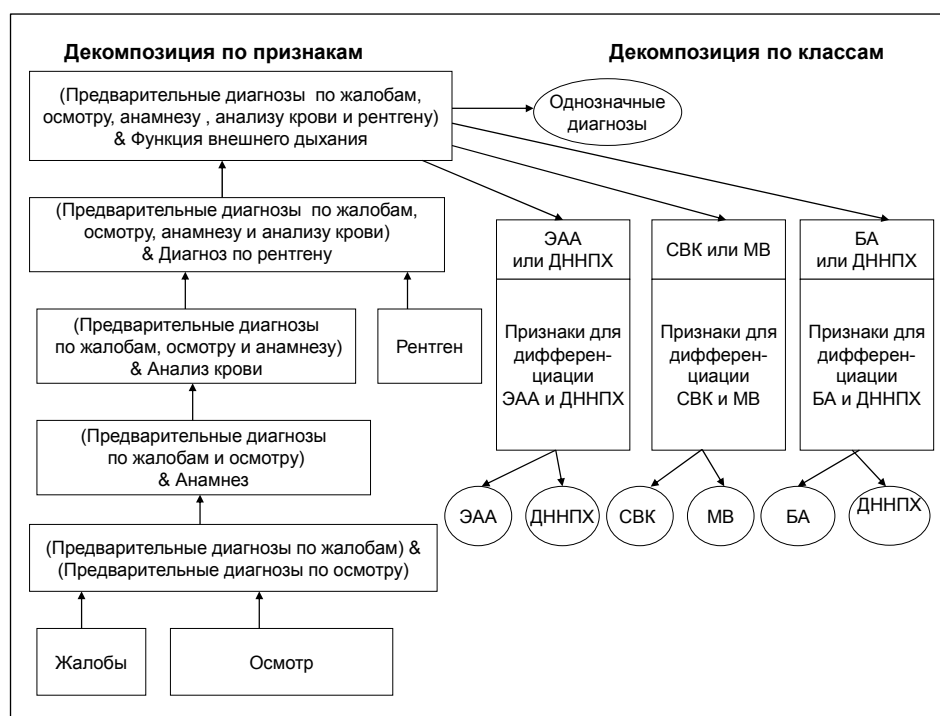 Декомпозиция по признакам
Декомпозиция по классам
(Предварительные диагнозы по жалобам,
осмотру, анамнезу , анализу крови и рентгену)
& Функция внешнего дыхания
Однозначные
диагнозы
(Предварительные диагнозы по жалобам,
осмотру, анамнезу и анализу крови)
& Диагноз по рентгену
ЭАА
или ДННПХ
СВК или МВ
БА
или ДННПХ
(Предварительные диагнозы
по жалобам, осмотру и анамнезу)
& Анализ крови
Рентген
Признаки для
дифферен-
циации
ЭАА и ДННПХ
Признаки для
дифферен-
циации
СВК и МВ
Признаки для
дифферен-
циации
БА и ДННПХ
(Предварительные диагнозы
по жалобам и осмотру)
& Анамнез
ЭАА
ДННПХ
СВК
МВ
БА
ДННПХ
(Предварительные диагнозы по жалобам) &
(Предварительные диагнозы по осмотру)
Жалобы
Осмотр